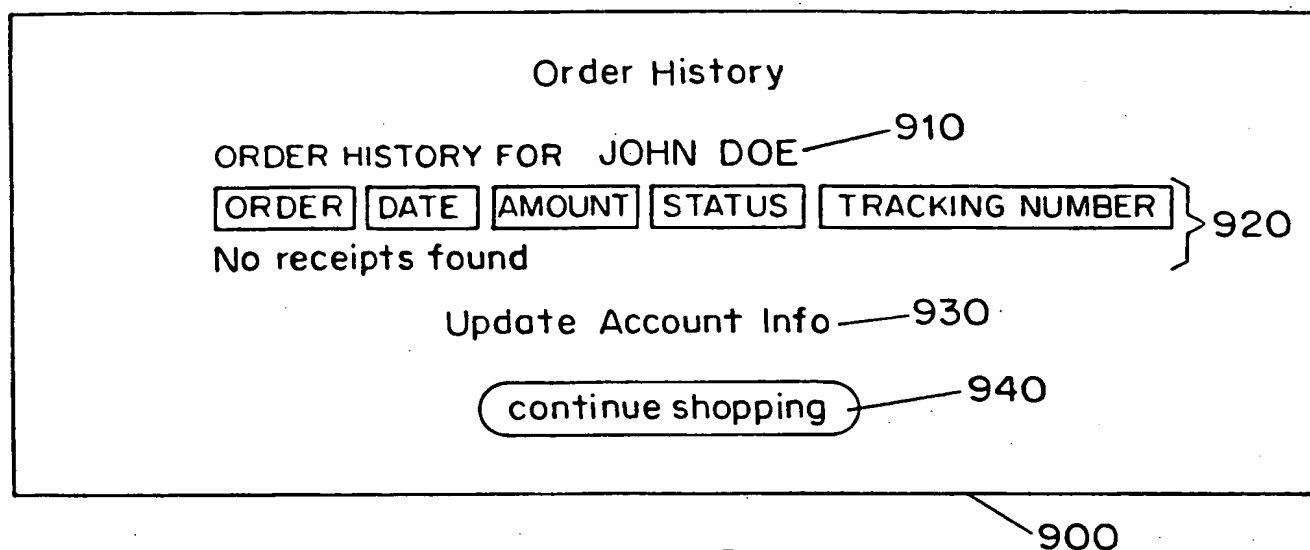 Order History
ORDER HISTORY FOR JOHN DOE 910
ORDER DATE AMOUNT STATUS TRACKING NUMBER 920
No receipts found
Update Account Info 930
continue shopping 940
900